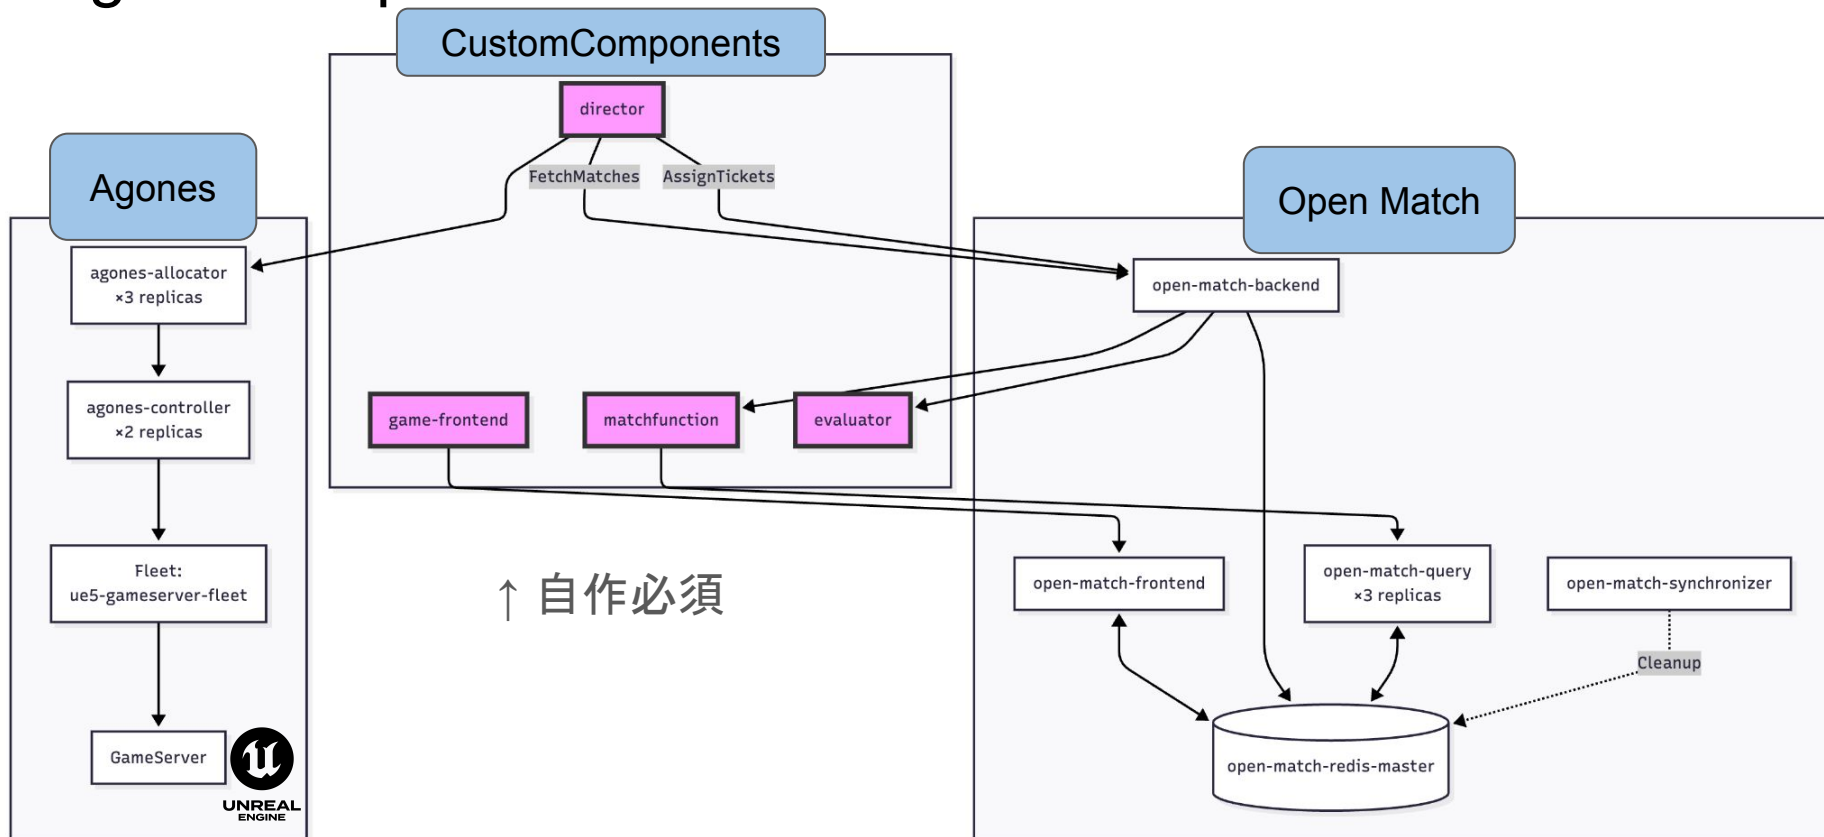 CustomComponents
director
FetchMatches
AssignTickets
Agones
Open Match
agones-allocator
×3 replicas
open-match-backend
agones-controller
×2 replicas
game-frontend
matchfunction
evaluator
Fleet:
ue5-gameserver-fleet
↑ 自作必須
open-match-frontend
open-match-query
×3 replicas
open-match-synchronizer
Cleanup
GameServer
UNREAL
ENGINE
open-match-redis-master